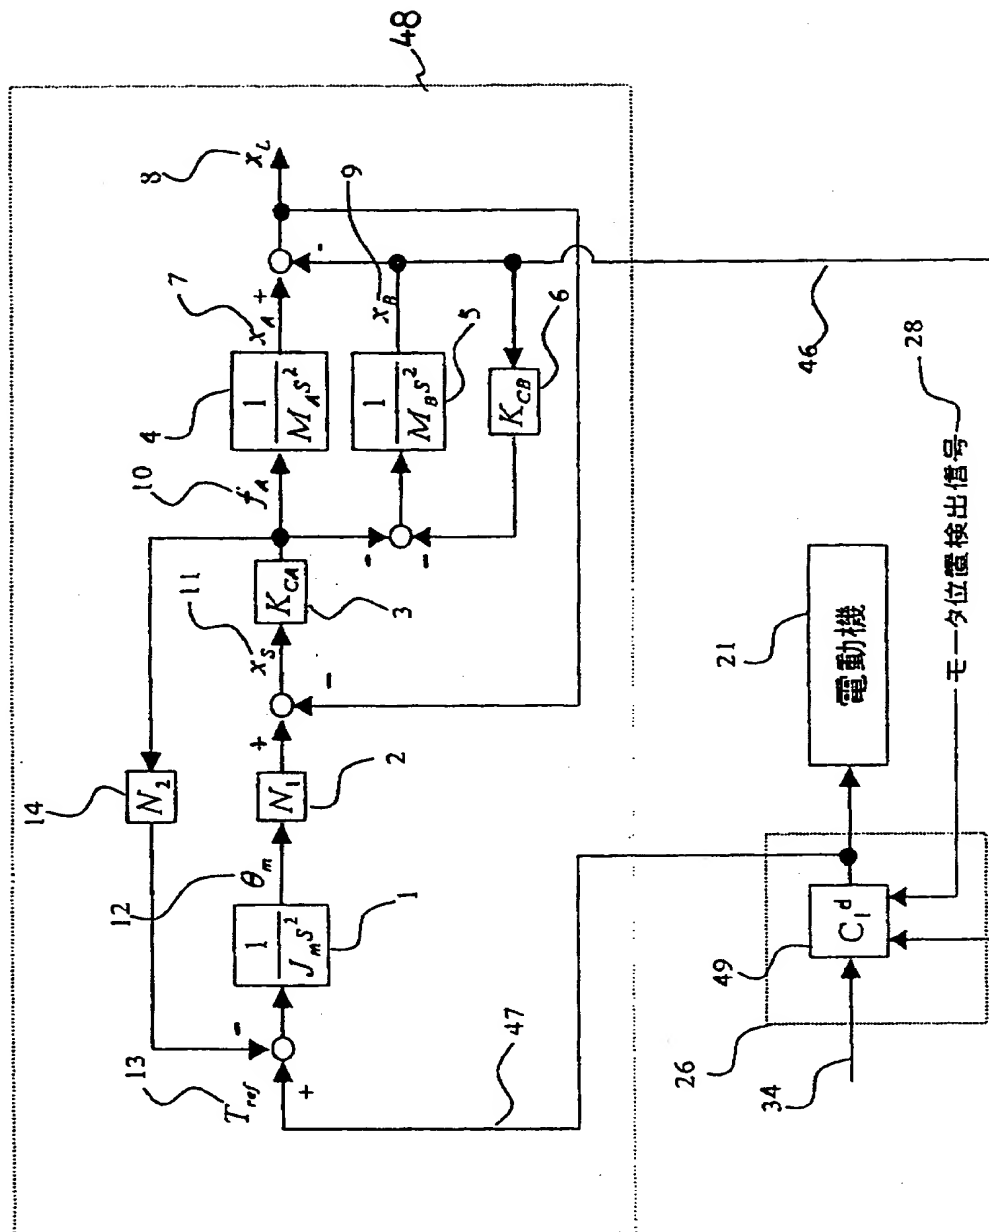 48
8
x_L
7
x_A
+
-
9
x_B
4
1
M_A S^2
5
1
M_B S^2
6
K_CB
10
f_A
-
-
11
x_S
K_CA
3
-
+
14
N_2
N_1
2
12
θ_m
1
J_m S^2
1
13
T_ref
-
+
47
46
28
モータ位置検出信号
21
電動機
49
C_1^d
26
34